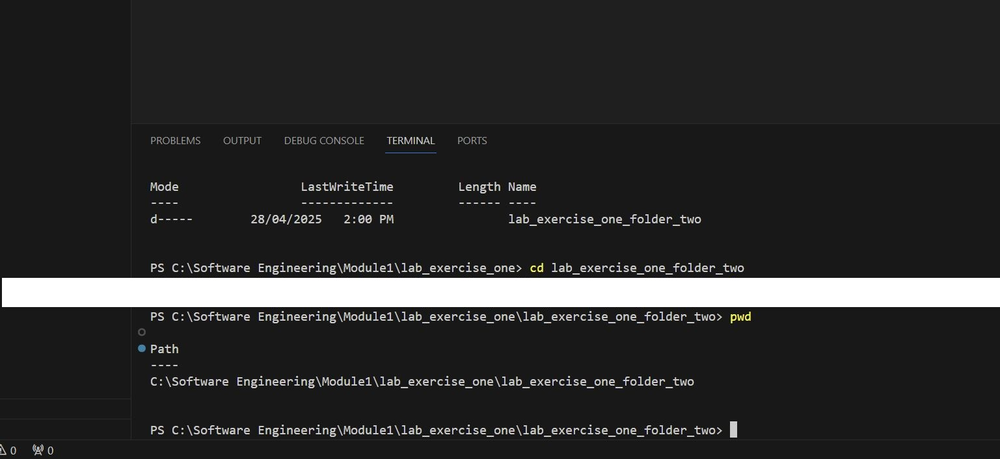 PROBLEMS OUTPUT DEBUG CONSOLE TERMINAL PORTS
Mode LastWriteTime Length Name
---- ------------- ------ ----
d----- 28/04/2025 2:00 PM lab_exercise_one_folder_two
PS C:\Software Engineering\Module1\lab_exercise_one> cd lab_exercise_one_folder_two
PS C:\Software Engineering\Module1\lab_exercise_one\lab_exercise_one_folder_two> pwd
Path
----
C:\Software Engineering\Module1\lab_exercise_one\lab_exercise_one_folder_two
PS C:\Software Engineering\Module1\lab_exercise_one\lab_exercise_one_folder_two>
0 0